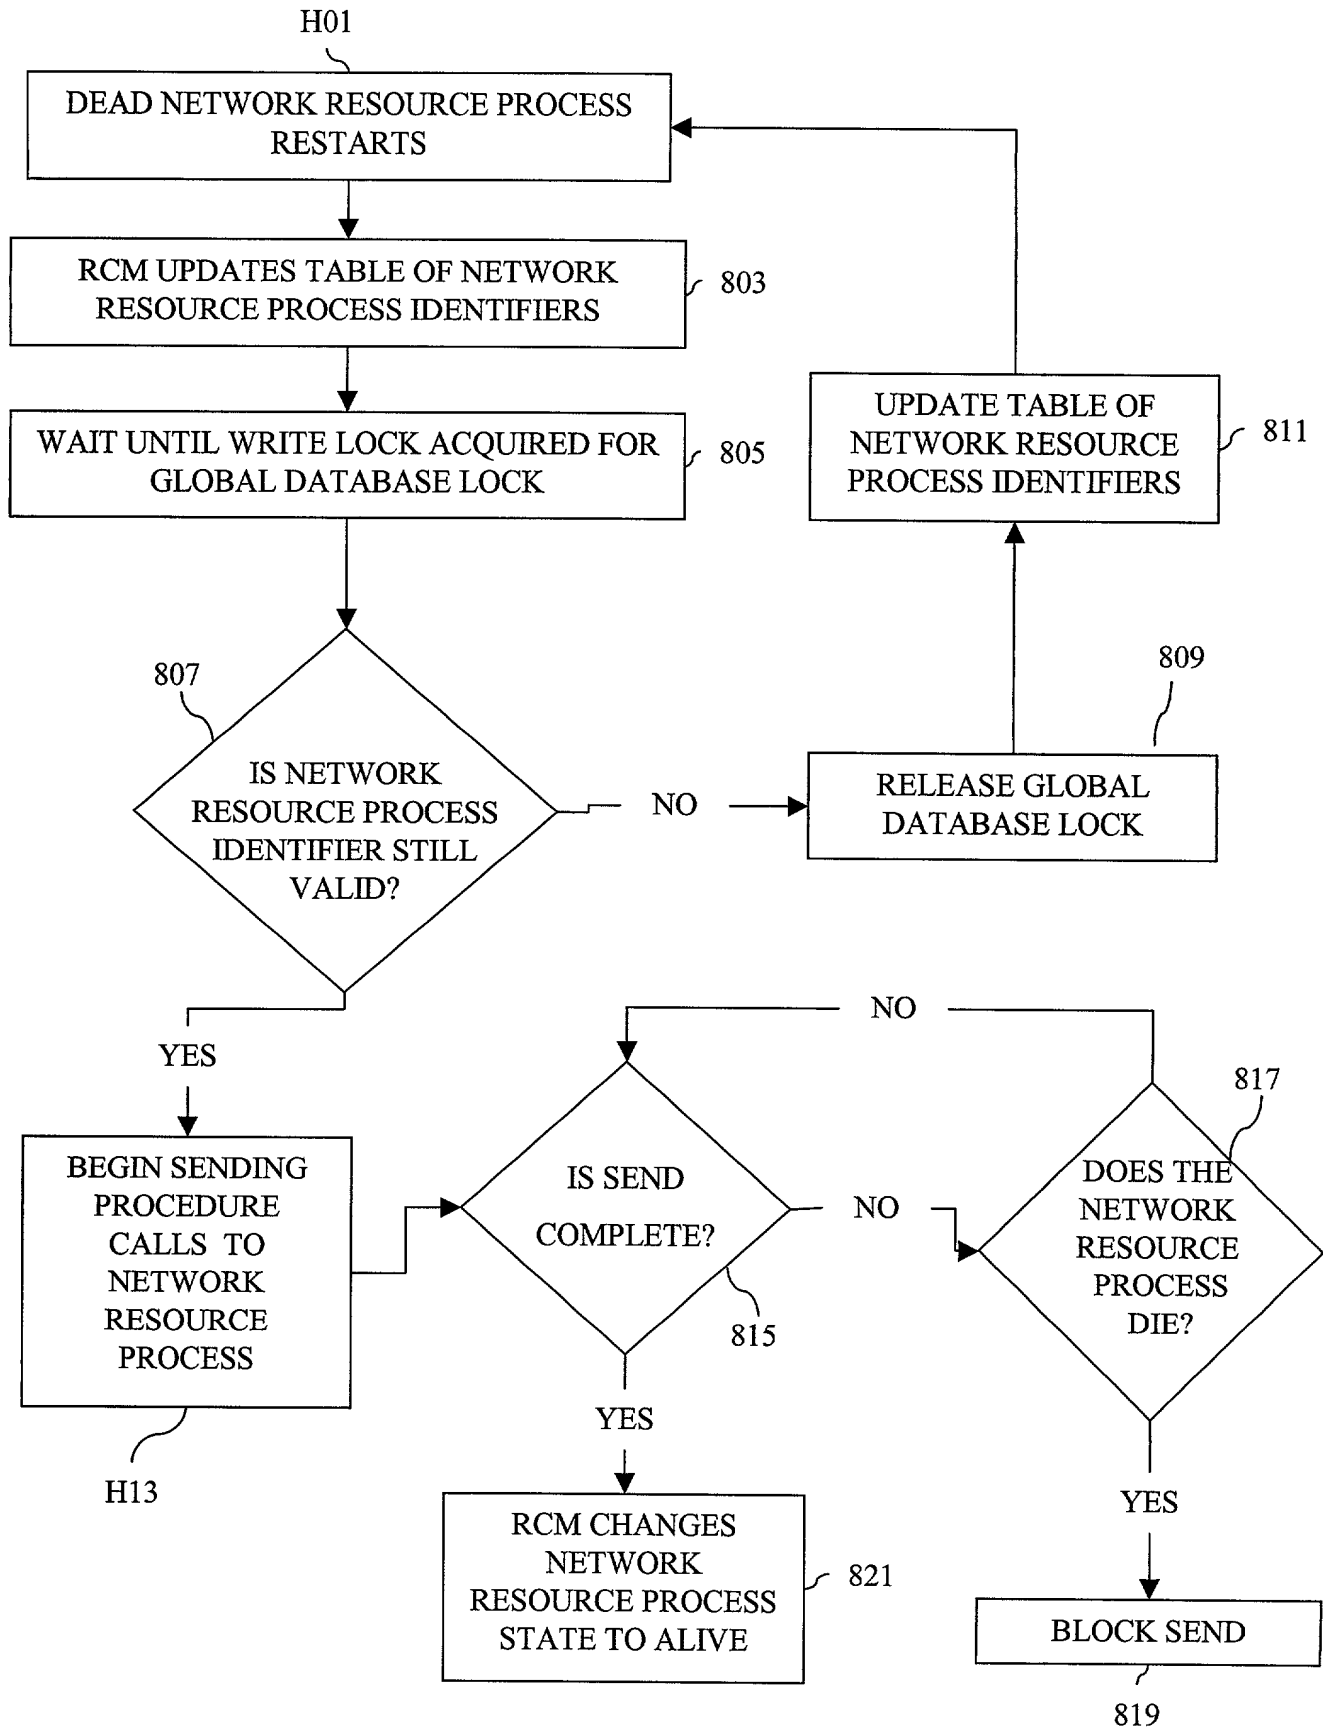 H01
DEAD NETWORK RESOURCE PROCESS
RESTARTS
RCM UPDATES TABLE OF NETWORK
RESOURCE PROCESS IDENTIFIERS
803
WAIT UNTIL WRITE LOCK ACQUIRED FOR
GLOBAL DATABASE LOCK
805
UPDATE TABLE OF
NETWORK RESOURCE
PROCESS IDENTIFIERS
811
807
IS NETWORK
RESOURCE PROCESS
IDENTIFIER STILL
VALID?
NO
809
RELEASE GLOBAL
DATABASE LOCK
YES
NO
BEGIN SENDING
PROCEDURE
CALLS TO
NETWORK
RESOURCE
PROCESS
H13
IS SEND
COMPLETE?
815
NO
817
DOES THE
NETWORK
RESOURCE
PROCESS
DIE?
YES
RCM CHANGES
NETWORK
RESOURCE PROCESS
STATE TO ALIVE
821
YES
BLOCK SEND
819